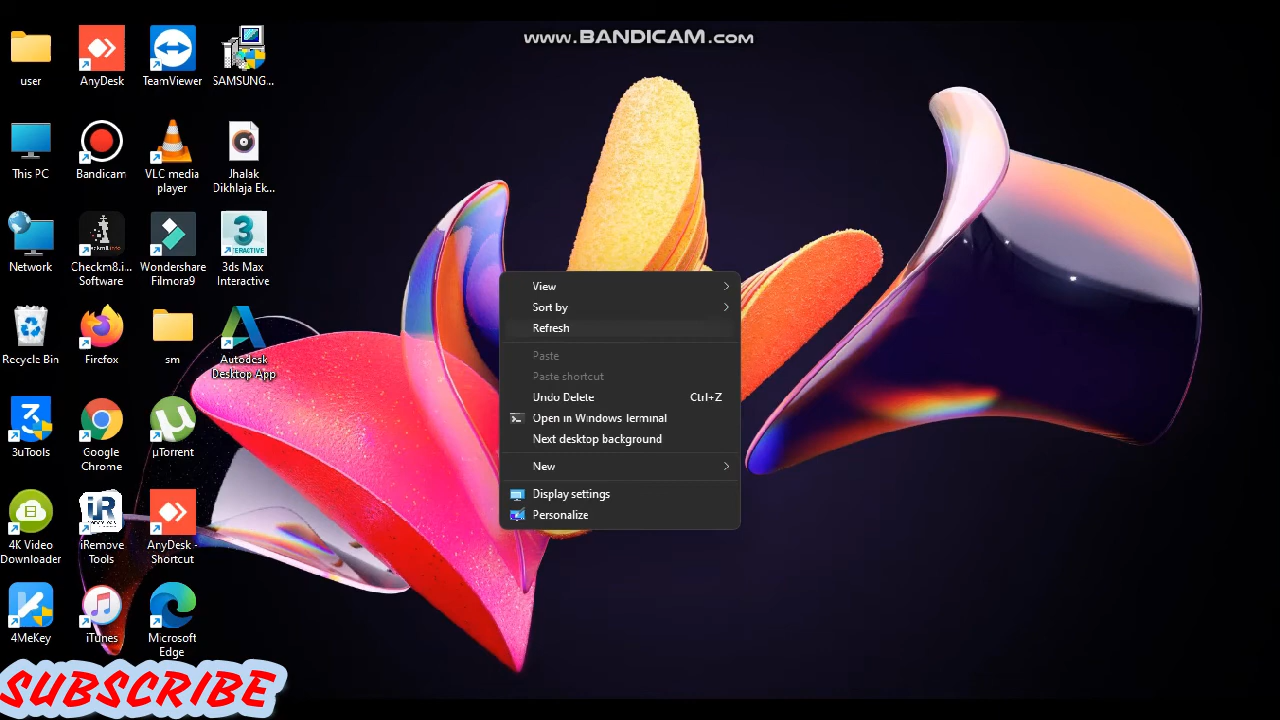 www.BANDICAM.com
user
AnyDesk
TeamViewer
SAMSUNG...
This PC
Bandicam
VLC media
player
Jhalak
Dikhlaja Ek...
Network
Checkm8.i...
Software
Wondershare
Filmora9
3
INTERACTIVE
3ds Max
Interactive
Recycle Bin
Firefox
sm
Autodesk
Desktop App
3uTools
Google
Chrome
µTorrent
4K Video
Downloader
iR
iRemove
Tools
AnyDesk -
Shortcut
4MeKey
iTunes
Microsoft
Edge
View
Sort by
Refresh
Paste
Paste shortcut
Undo Delete Ctrl+Z
Open in Windows Terminal
Next desktop background
New
Display settings
Personalize
SUBSCRIBE